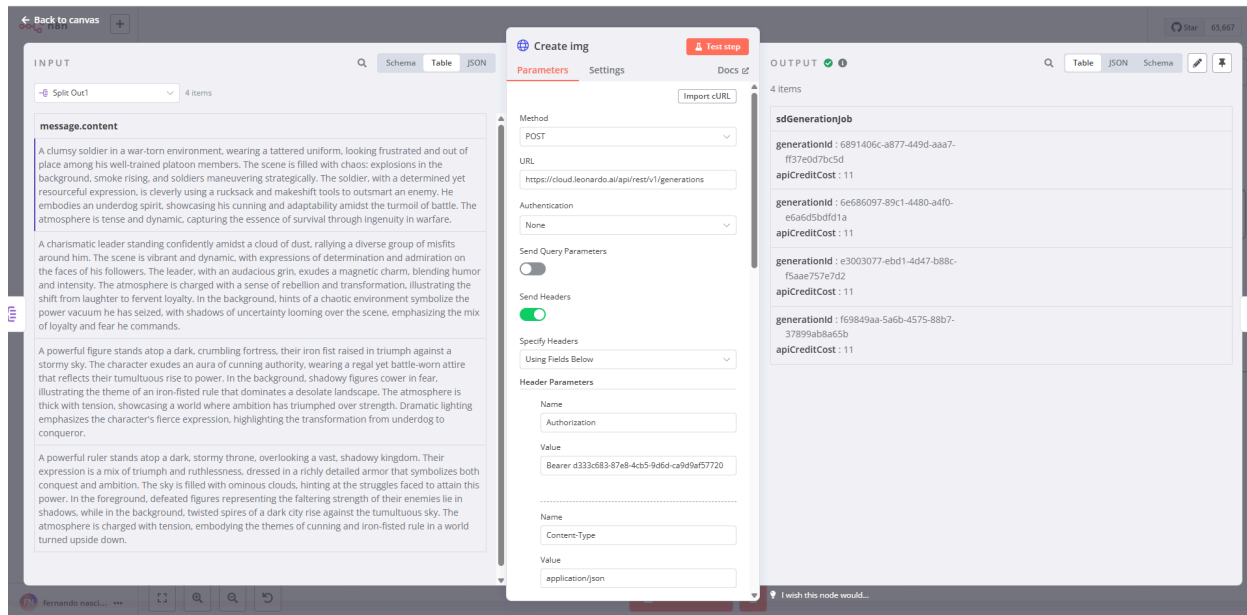 ← Back to canvas
n8n
+
Star 65,667
INPUT
Schema Table JSON
Split Out1
4 items
message.content
A clumsy soldier in a war-torn environment, wearing a tattered uniform, looking frustrated and out of
place among his well-trained platoon members. The scene is filled with chaos: explosions in the
background, smoke rising, and soldiers maneuvering strategically. The soldier, with a determined yet
resourceful expression, is cleverly using a rucksack and makeshift tools to outsmart an enemy. He
embodies an underdog spirit, showcasing his cunning and adaptability amidst the turmoil of battle. The
atmosphere is tense and dynamic, capturing the essence of survival through ingenuity in warfare.
A charismatic leader standing confidently amidst a cloud of dust, rallying a diverse group of misfits
around him. The scene is vibrant and dynamic, with expressions of determination and admiration on
the faces of his followers. The leader, with an audacious grin, exudes a magnetic charm, blending humor
and intensity. The atmosphere is charged with a sense of rebellion and transformation, illustrating the
shift from laughter to fervent loyalty. In the background, hints of a chaotic environment symbolize the
power vacuum he has seized, with shadows of uncertainty looming over the scene, emphasizing the mix
of loyalty and fear he commands.
A powerful figure stands atop a dark, crumbling fortress, their iron fist raised in triumph against a
stormy sky. The character exudes an aura of cunning authority, wearing a regal yet battle-worn attire
that reflects their tumultuous rise to power. In the background, shadowy figures cower in fear,
illustrating the theme of an iron-fisted rule that dominates a desolate landscape. The atmosphere is
thick with tension, showcasing a world where ambition has triumphed over strength. Dramatic lighting
emphasizes the character's fierce expression, highlighting the transformation from underdog to
conqueror.
A powerful ruler stands atop a dark, stormy throne, overlooking a vast, shadowy kingdom. Their
expression is a mix of triumph and ruthlessness, dressed in a richly detailed armor that symbolizes both
conquest and ambition. The sky is filled with ominous clouds, hinting at the struggles faced to attain this
power. In the foreground, defeated figures representing the faltering strength of their enemies lie in
shadows, while in the background, twisted spires of a dark city rise against the tumultuous sky. The
atmosphere is charged with tension, embodying the themes of cunning and iron-fisted rule in a world
turned upside down.
fernando nasci... •••
Create img
Test step
Parameters Settings Docs
Import cURL
Method
POST
URL
https://cloud.leonardo.ai/api/rest/v1/generations
Authentication
None
Send Query Parameters
Send Headers
Specify Headers
Using Fields Below
Header Parameters
Name
Authorization
Value
Bearer d333c683-87e8-4cb5-9d6d-ca9d9af57720
Name
Content-Type
Value
application/json
OUTPUT
Table JSON Schema
4 items
sdGenerationJob
generationId : 6891406c-a877-449d-aaa7-
ff37e0d7bc5d
apiCreditCost : 11
generationId : 6e686097-89c1-4480-a4f0-
e6a6d5bdfd1a
apiCreditCost : 11
generationId : e3003077-ebd1-4d47-b88c-
f5aae757e7d2
apiCreditCost : 11
generationId : f69849aa-5a6b-4575-88b7-
37899ab8a65b
apiCreditCost : 11
I wish this node would...